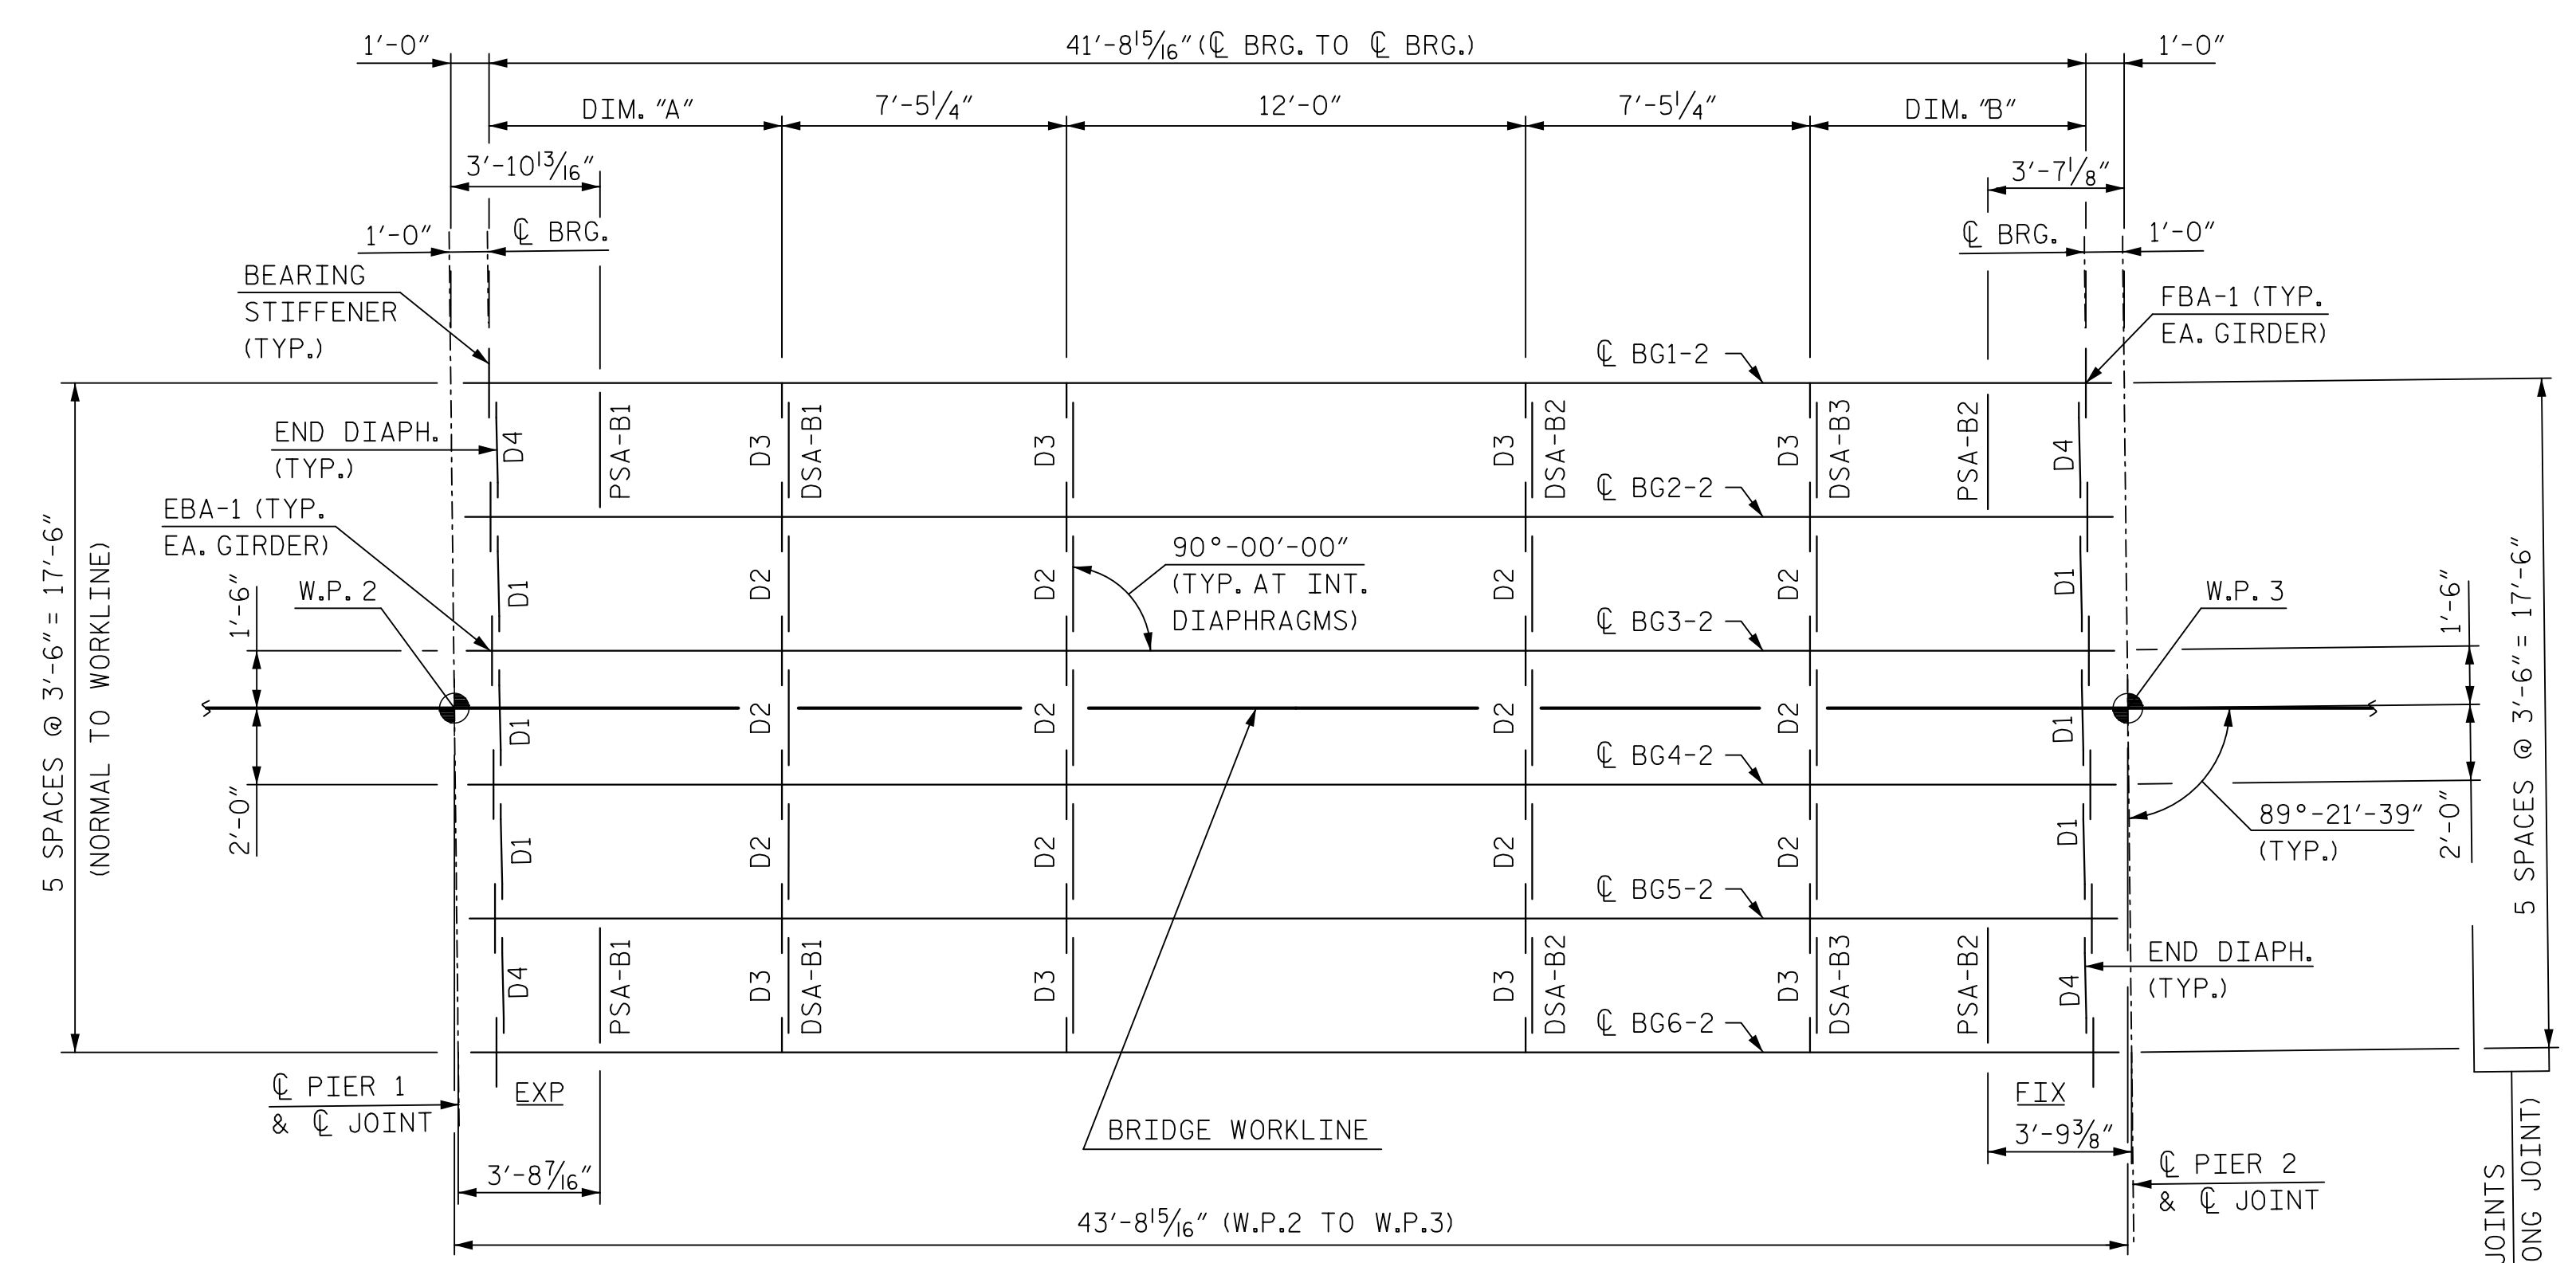 1'-0"
41'-8 15/16" (℄ BRG. TO ℄ BRG.)
1'-0"
DIM. "A"
7'-5 1/4"
12'-0"
7'-5 1/4"
DIM. "B"
3'-10 13/16"
3'-7 1/8"
1'-0"
℄ BRG.
℄ BRG.
1'-0"
BEARING
STIFFENER
(TYP.)
FBA-1 (TYP.
EA. GIRDER)
℄ BG1-2
END DIAPH.
(TYP.)
D4
PSA-B1
D3
DSA-B1
D3
D3
DSA-B2
D3
DSA-B3
PSA-B2
D4
℄ BG2-2
EBA-1 (TYP.
EA. GIRDER)
D1
D2
D2
90°-00'-00"
(TYP. AT INT.
DIAPHRAGMS)
D2
D2
D1
W.P. 2
W.P. 3
℄ BG3-2
5 SPACES @ 3'-6" = 17'-6"
(NORMAL TO WORKLINE)
1'-6"
2'-0"
D1
D2
D2
D2
D2
D1
1'-6"
2'-0"
5 SPACES @ 3'-6" = 17'-6"
℄ BG4-2
89°-21'-39"
(TYP.)
D1
D2
D2
D2
D2
D1
℄ BG5-2
D4
PSA-B1
D3
DSA-B1
D3
D3
DSA-B2
D3
DSA-B3
PSA-B2
D4
END DIAPH.
(TYP.)
℄ BG6-2
℄ PIER 1
& ℄ JOINT
EXP
FIX
BRIDGE WORKLINE
3'-9 3/8"
3'-8 7/16"
℄ PIER 2
& ℄ JOINT
43'-8 15/16" (W.P.2 TO W.P.3)
JOINTS
ONG JOINT)